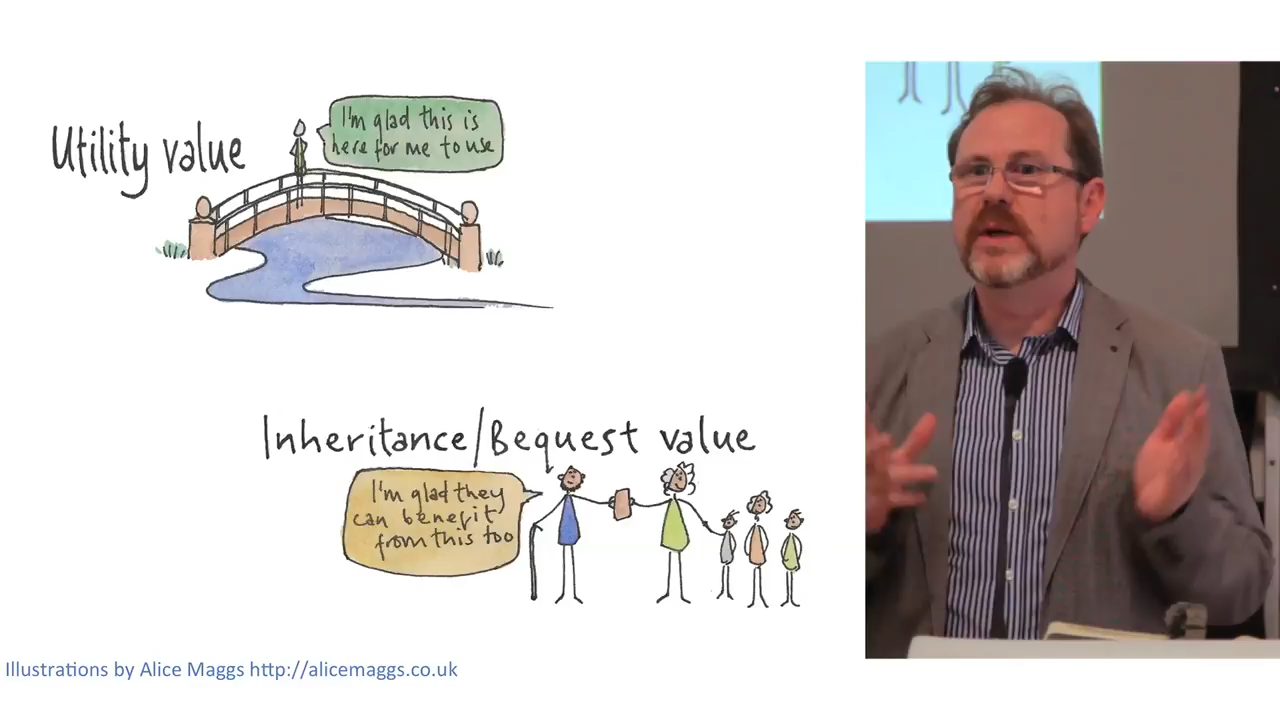 Utility value
I'm glad this is
here for me to use
Inheritance/Bequest value
I'm glad they
can benefit
from this too
Illustrations by Alice Maggs http://alicemaggs.co.uk